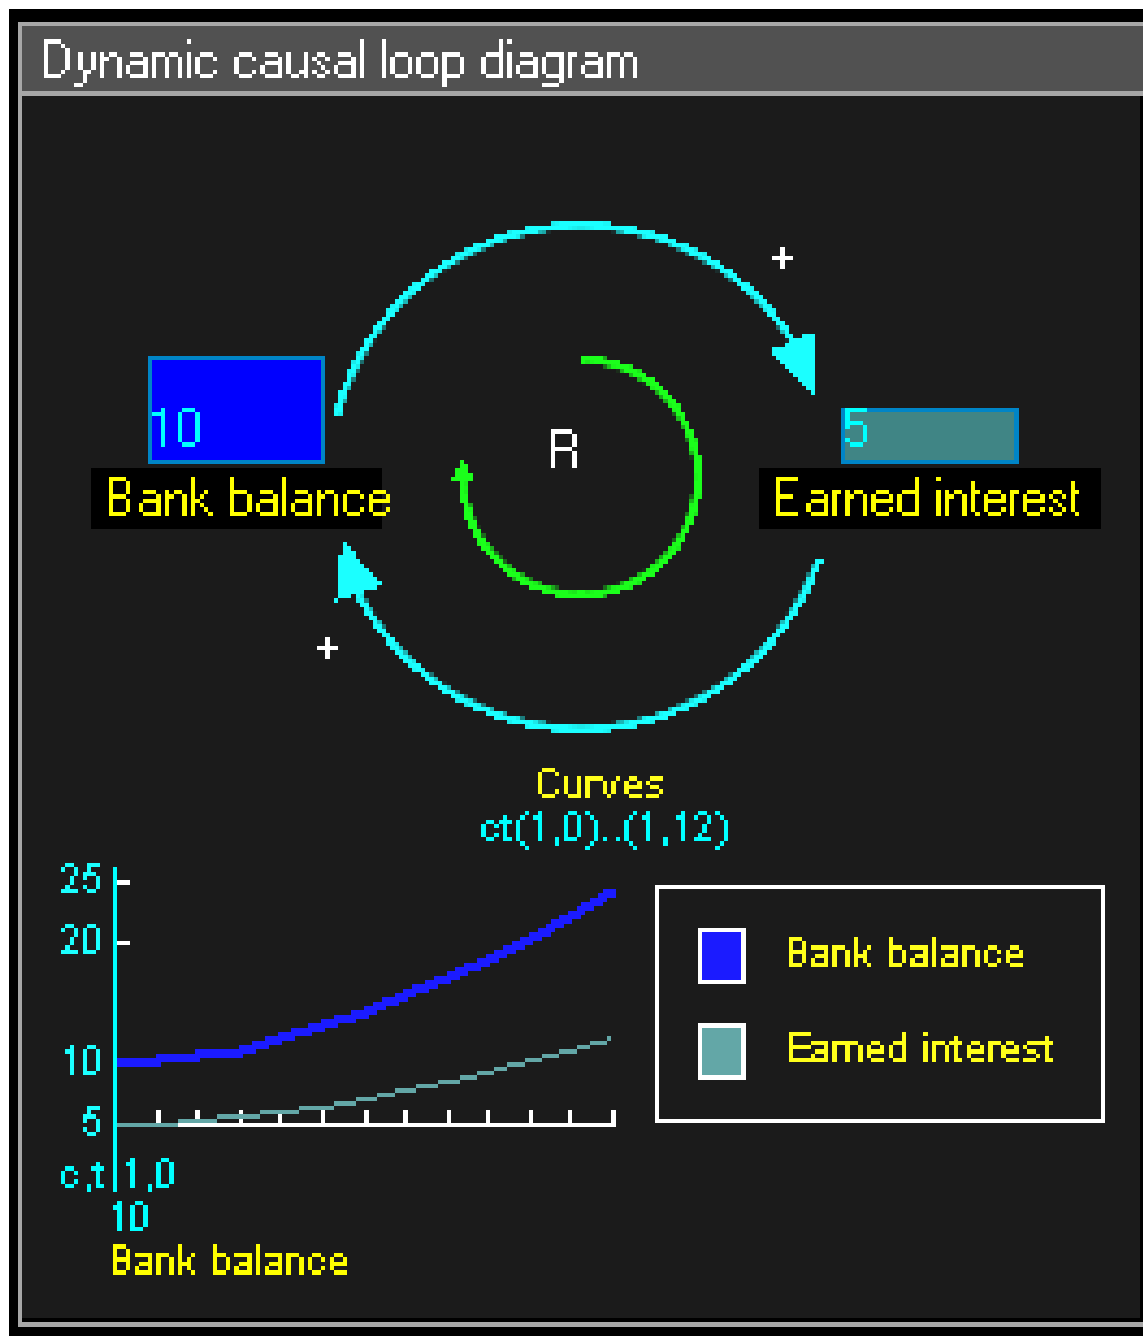 Dynamic causal loop diagram
+
10
R
5
Bank balance
Earned interest
+
Curves
ct(1,0)..(1,12)
25
20
10
5
Bank balance
Earned interest
c,t 1,0
10
Bank balance